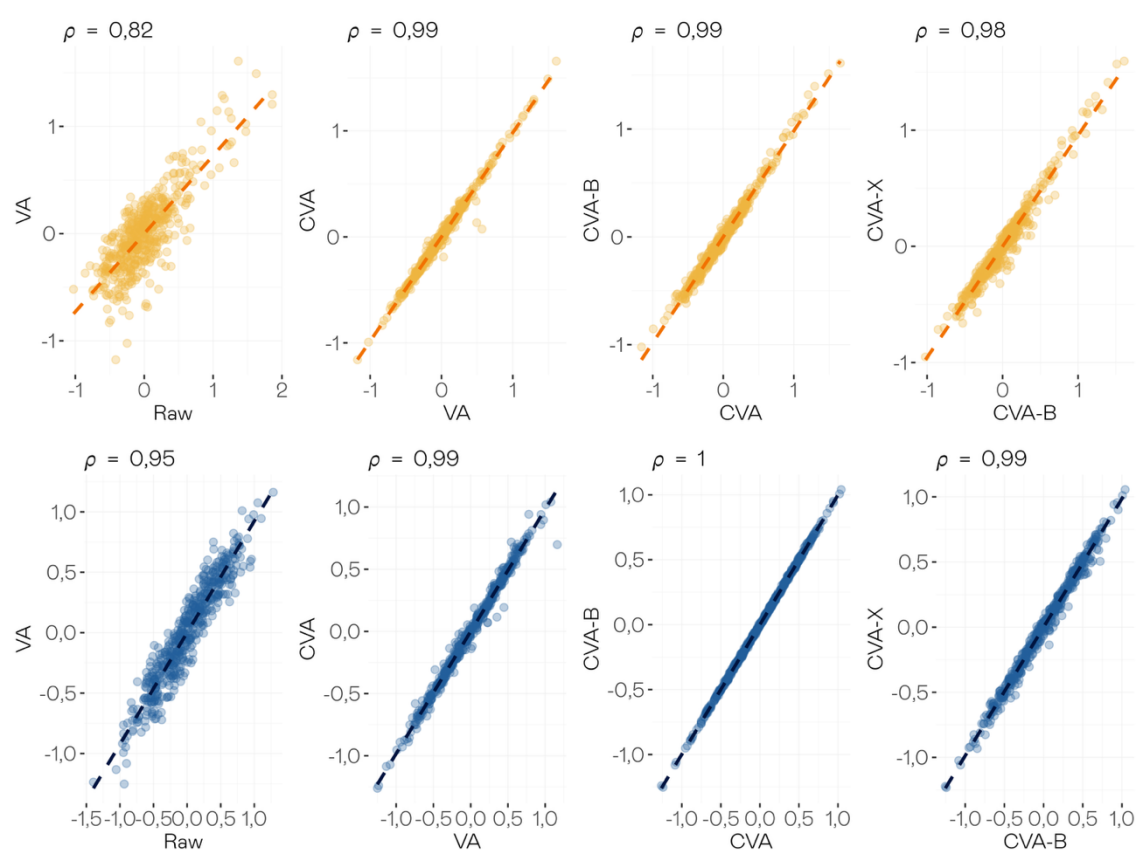 ρ = 0,82
ρ = 0,99
ρ = 0,99
ρ = 0,98
VA
1
0
-1
-1 0 1 2
Raw
CVA
1
0
-1
-1 0 1
VA
CVA-B
1
0
-1
-1 0 1
CVA
CVA-X
1
0
-1
-1 0 1
CVA-B
ρ = 0,95
ρ = 0,99
ρ = 1
ρ = 0,99
VA
1,0
0,5
0,0
-0,5
-1,0
-1,5 -1,0 -0,5 0,0 0,5 1,0
Raw
CVA
1,0
0,5
0,0
-0,5
-1,0
-1,0 -0,5 0,0 0,5 1,0
VA
CVA-B
1,0
0,5
0,0
-0,5
-1,0
-1,0 -0,5 0,0 0,5 1,0
CVA
CVA-X
1,0
0,5
0,0
-0,5
-1,0
-1,0 -0,5 0,0 0,5 1,0
CVA-B